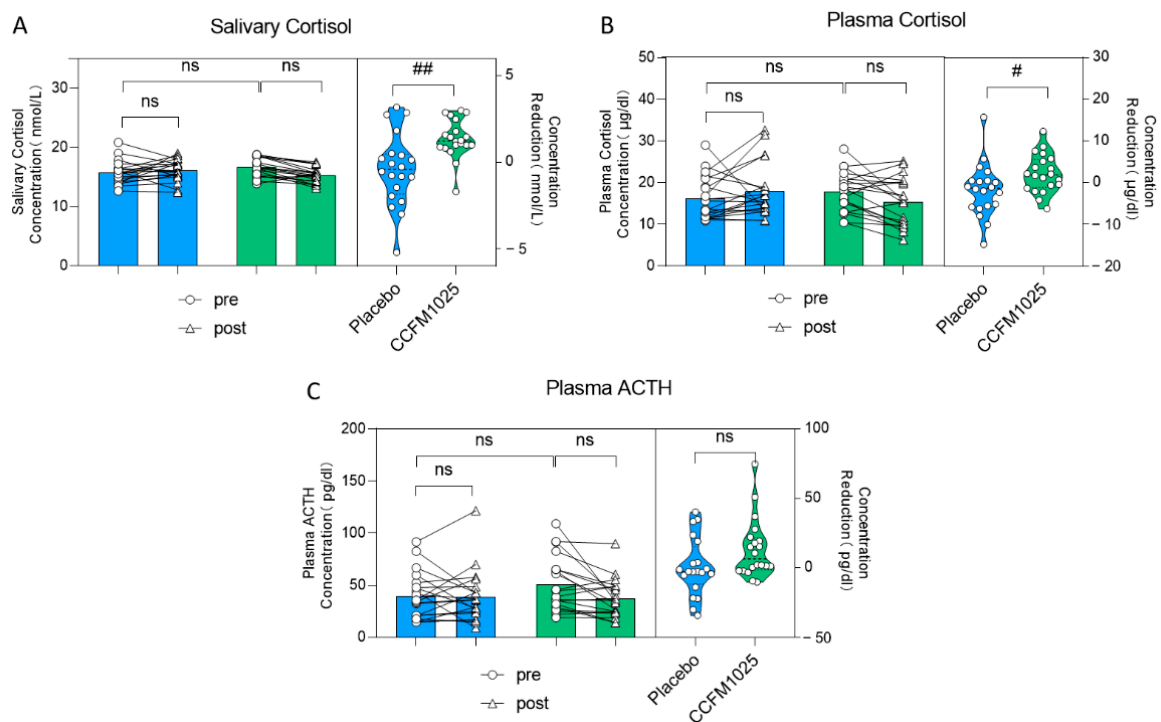 A
Salivary Cortisol
Salivary Cortisol
Concentration( nmol/L)
30
20
10
0
ns
ns
ns
##
5
0
−5
Concentration
Reduction( nmol/L)
pre
post
Placebo
CCFM1025
B
Plasma Cortisol
Plasma Cortisol
Concentration( µg/dl)
50
40
30
20
10
0
ns
ns
ns
#
30
20
10
0
−10
−20
Concentration
Reduction( µg/dl)
pre
post
Placebo
CCFM1025
C
Plasma ACTH
Plasma ACTH
Concentration( pg/dl)
200
150
100
50
0
ns
ns
ns
ns
100
50
0
−50
Concentration
Reduction( pg/dl)
pre
post
Placebo
CCFM1025